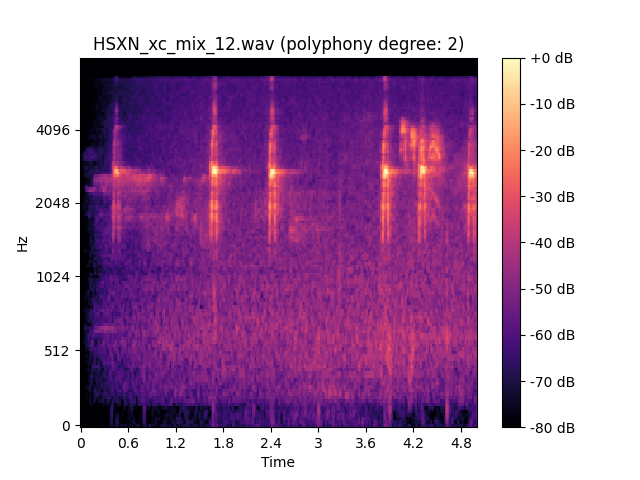 HSXN_xc_mix_12.wav (polyphony degree: 2)
+0 dB
-10 dB
-20 dB
-30 dB
-40 dB
-50 dB
-60 dB
-70 dB
-80 dB
Hz
4096
2048
1024
512
0
0 0.6 1.2 1.8 2.4 3 3.6 4.2 4.8
Time